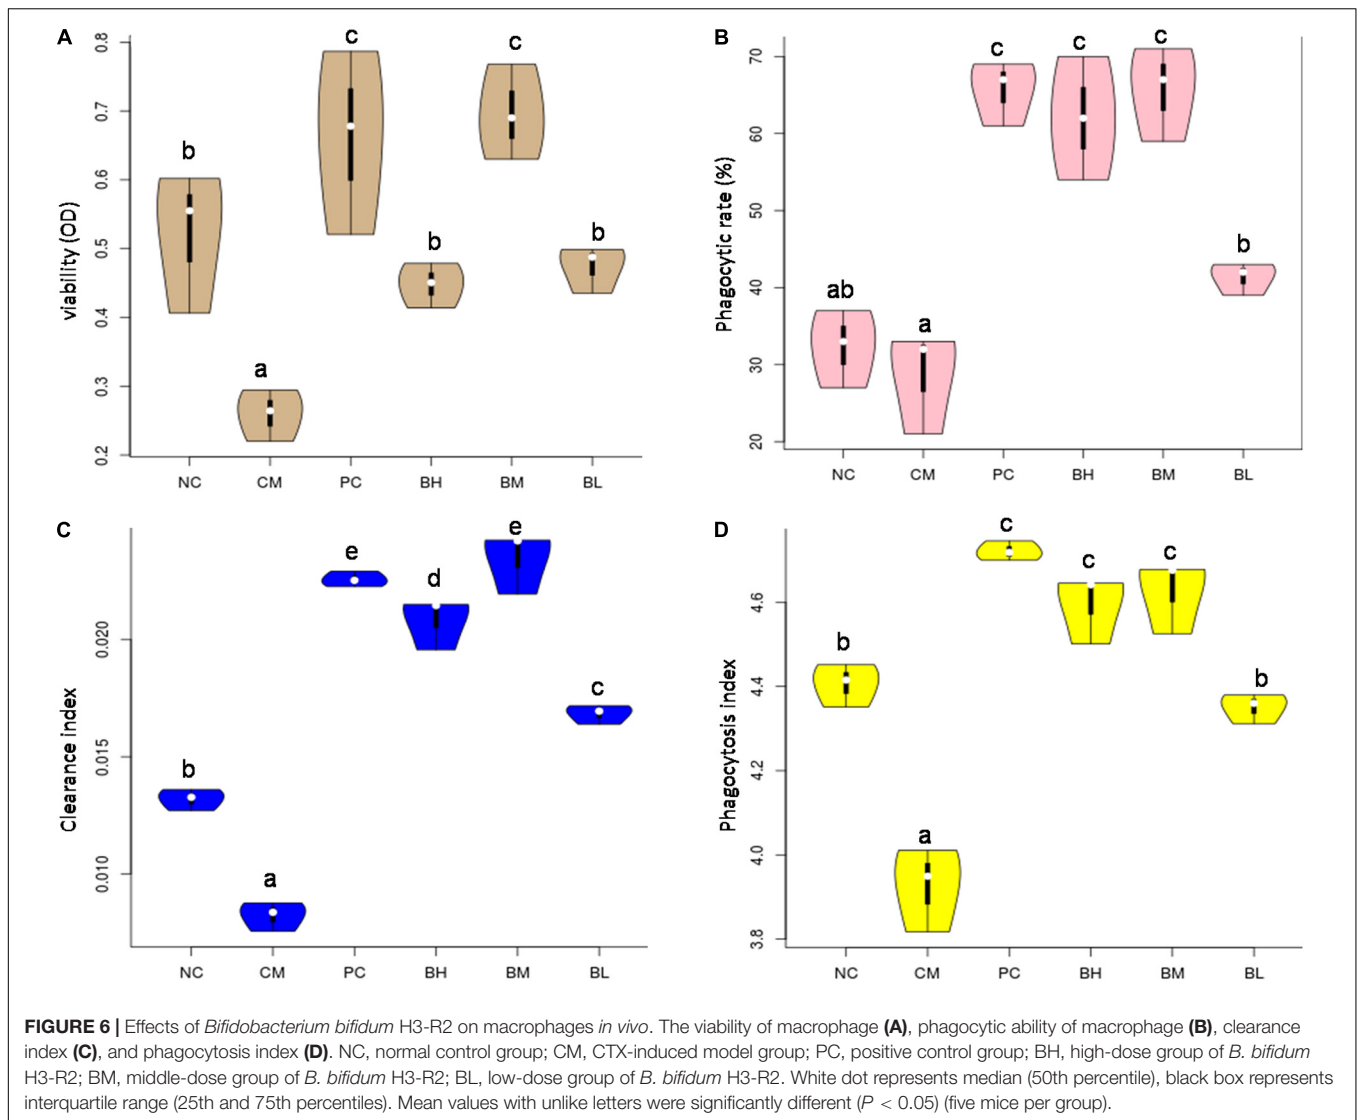 A
0.8
0.7
0.6
0.5
0.4
0.3
0.2
viability (OD)
b
a
c
b
c
b
NC CM PC BH BM BL
B
70
60
50
40
30
20
Phagocytic rate (%)
ab
a
c
c
c
b
NC CM PC BH BM BL
C
0.020
0.015
0.010
Clearance index
b
a
e
d
e
c
NC CM PC BH BM BL
D
4.6
4.4
4.2
4.0
3.8
Phagocytosis index
b
a
c
c
c
b
NC CM PC BH BM BL
FIGURE 6 | Effects of Bifidobacterium bifidum H3-R2 on macrophages in vivo. The viability of macrophage (A), phagocytic ability of macrophage (B), clearance
index (C), and phagocytosis index (D). NC, normal control group; CM, CTX-induced model group; PC, positive control group; BH, high-dose group of B. bifidum
H3-R2; BM, middle-dose group of B. bifidum H3-R2; BL, low-dose group of B. bifidum H3-R2. White dot represents median (50th percentile), black box represents
interquartile range (25th and 75th percentiles). Mean values with unlike letters were significantly different (P < 0.05) (five mice per group).